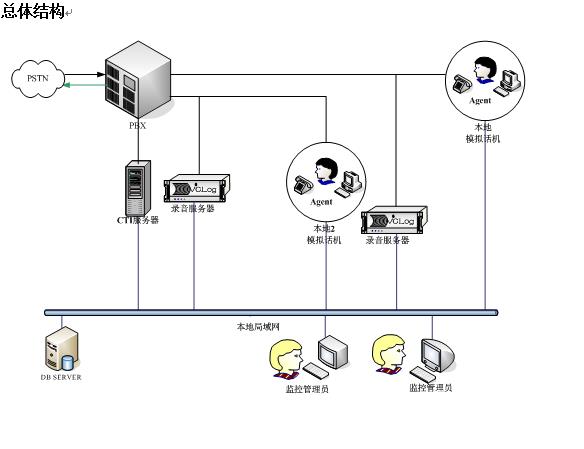 总体结构
PSTN
PBX
Agent
本地
模拟话机
CTI服务器
VCLog
录音服务器
Agent
本地2
模拟话机
VCLog
录音服务器
本地局域网
DB SERVER
监控管理员
监控管理员